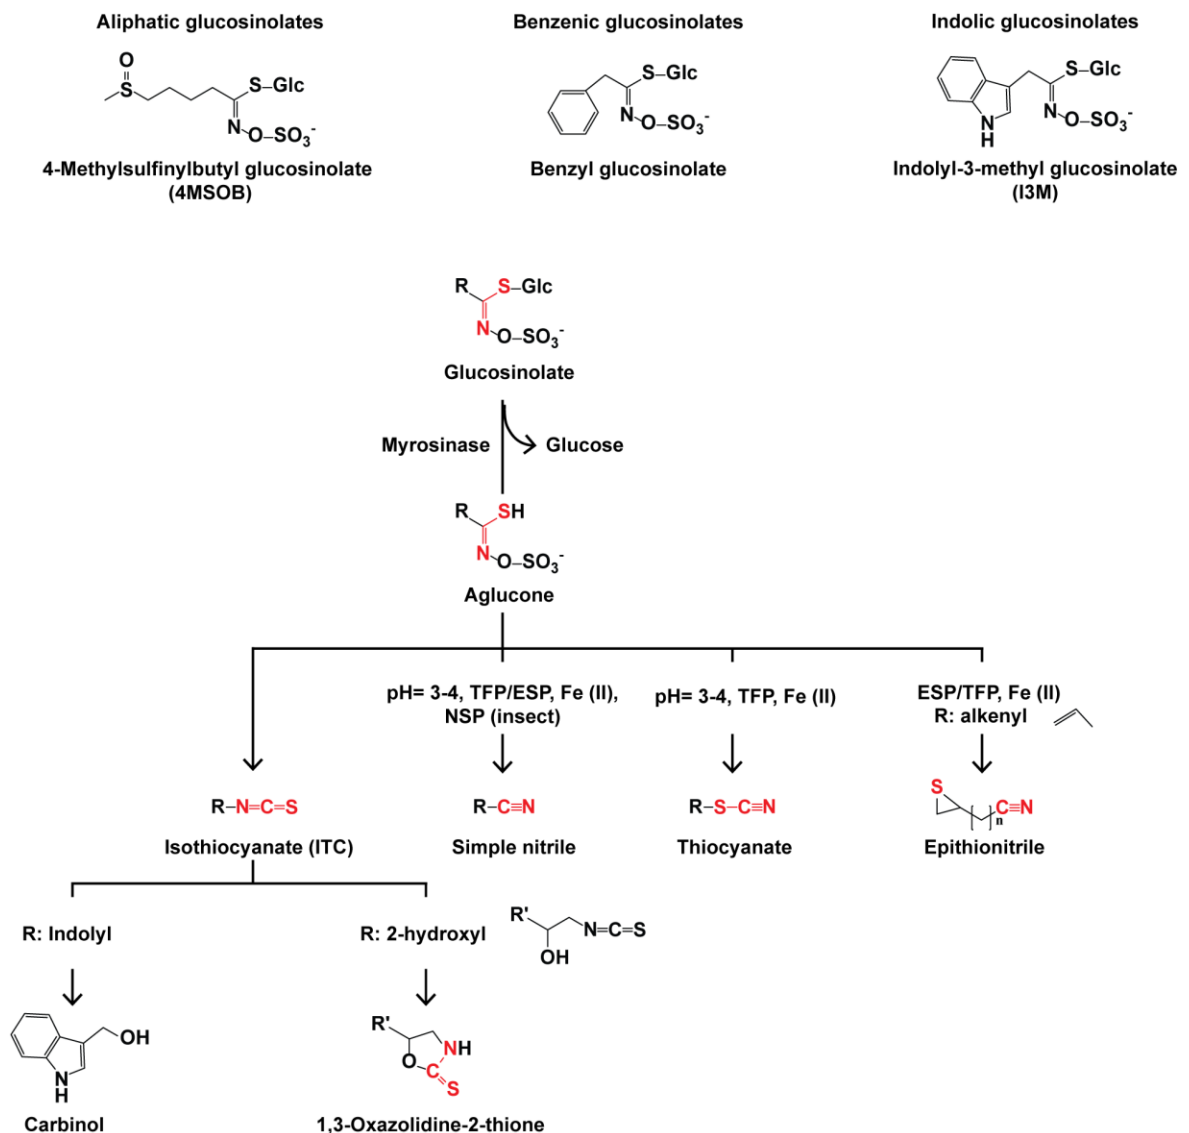 Aliphatic glucosinolates
Benzenic glucosinolates
Indolic glucosinolates
O
S
S–Glc
N
O–SO₃⁻
S–Glc
N
O–SO₃⁻
S–Glc
N
O–SO₃⁻
N
H
4-Methylsulfinylbutyl glucosinolate
(4MSOB)
Benzyl glucosinolate
Indolyl-3-methyl glucosinolate
(I3M)
R
S–Glc
N
O–SO₃⁻
Glucosinolate
Myrosinase
Glucose
R
SH
N
O–SO₃⁻
Aglucone
pH= 3-4, TFP/ESP, Fe (II),
NSP (insect)
pH= 3-4, TFP, Fe (II)
ESP/TFP, Fe (II)
R: alkenyl
R–N=C=S
R–C≡N
R–S–C≡N
S
C≡N
n
Isothiocyanate (ITC)
Simple nitrile
Thiocyanate
Epithionitrile
R: Indolyl
R: 2-hydroxyl
R'
N=C=S
OH
OH
N
H
R'
NH
O
C
S
Carbinol
1,3-Oxazolidine-2-thione